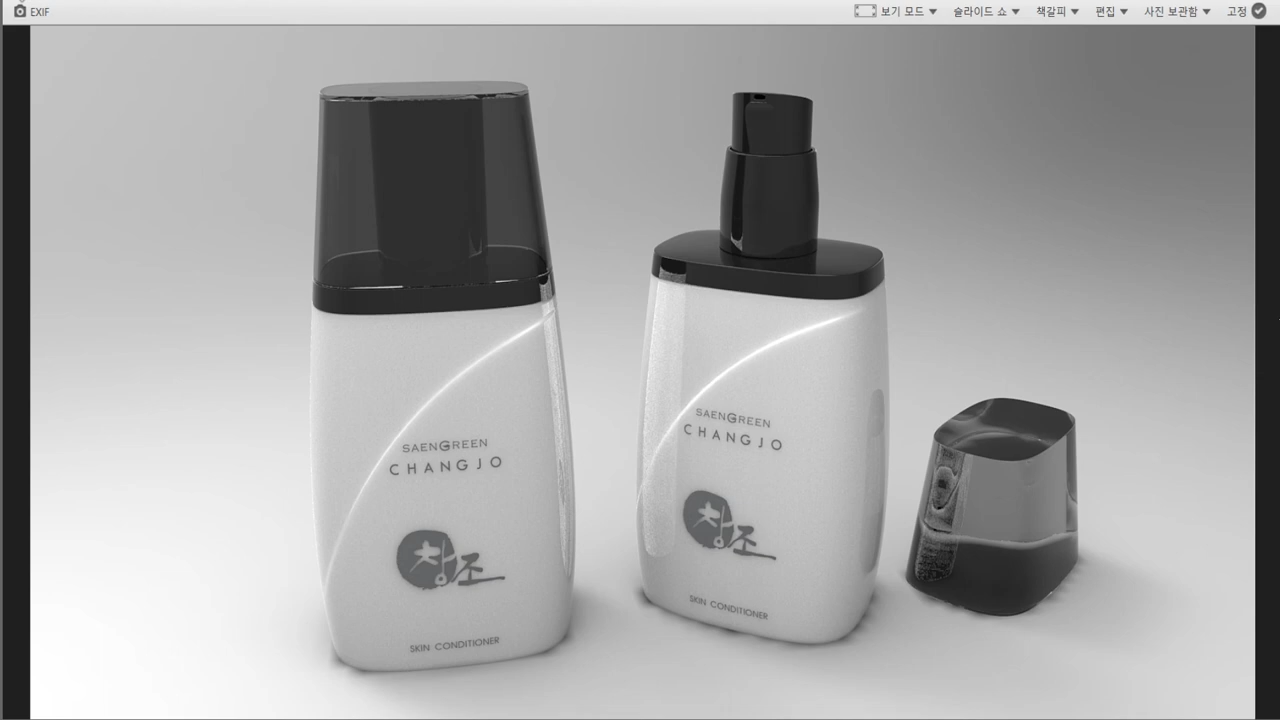 EXIF
보기 모드
슬라이드 쇼
책갈피
편집
사진 보관함
고정
SAENGREEN
CHANGJO
창조
SKIN CONDITIONER
SAENGREEN
CHANGJO
창조
SKIN CONDITIONER